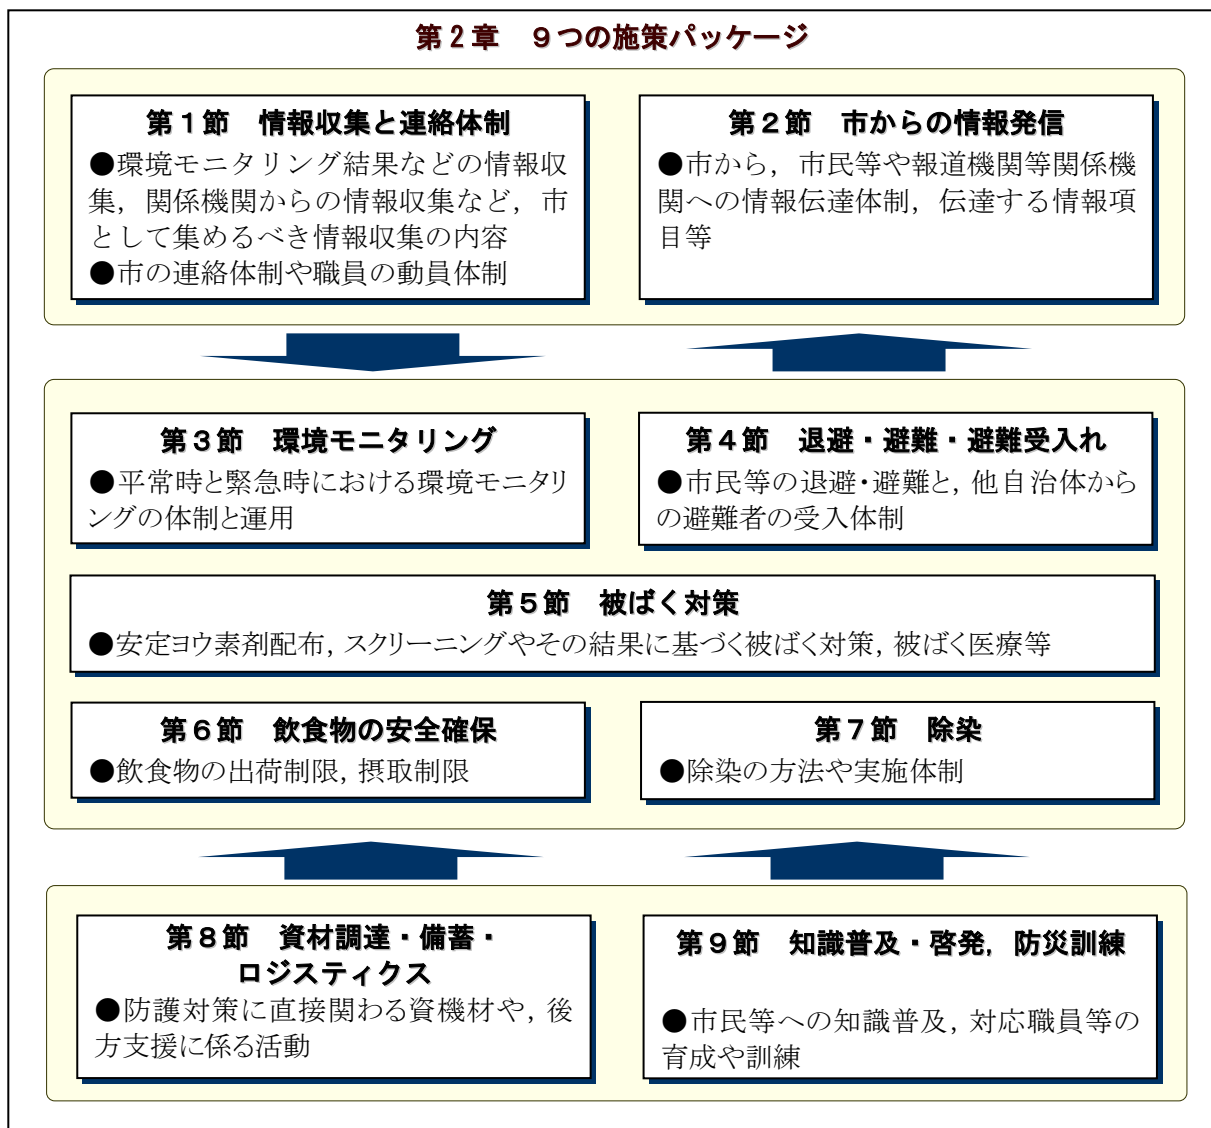 第２章　９つの施策パッケージ
第１節　情報収集と連絡体制
●環境モニタリング結果などの情報収
集，関係機関からの情報収集など，市
として集めるべき情報収集の内容
●市の連絡体制や職員の動員体制
第２節　市からの情報発信
●市から，市民等や報道機関等関係機
関への情報伝達体制，伝達する情報項
目等
第３節　環境モニタリング
●平常時と緊急時における環境モニタリ
ングの体制と運用
第４節　退避・避難・避難受入れ
●市民等の退避・避難と，他自治体から
の避難者の受入体制
第５節　被ばく対策
●安定ヨウ素剤配布，スクリーニングやその結果に基づく被ばく対策，被ばく医療等
第６節　飲食物の安全確保
●飲食物の出荷制限，摂取制限
第７節　除染
●除染の方法や実施体制
第８節　資材調達・備蓄・
ロジスティクス
●防護対策に直接関わる資機材や，後
方支援に係る活動
第９節　知識普及・啓発，防災訓練
●市民等への知識普及，対応職員等の
育成や訓練